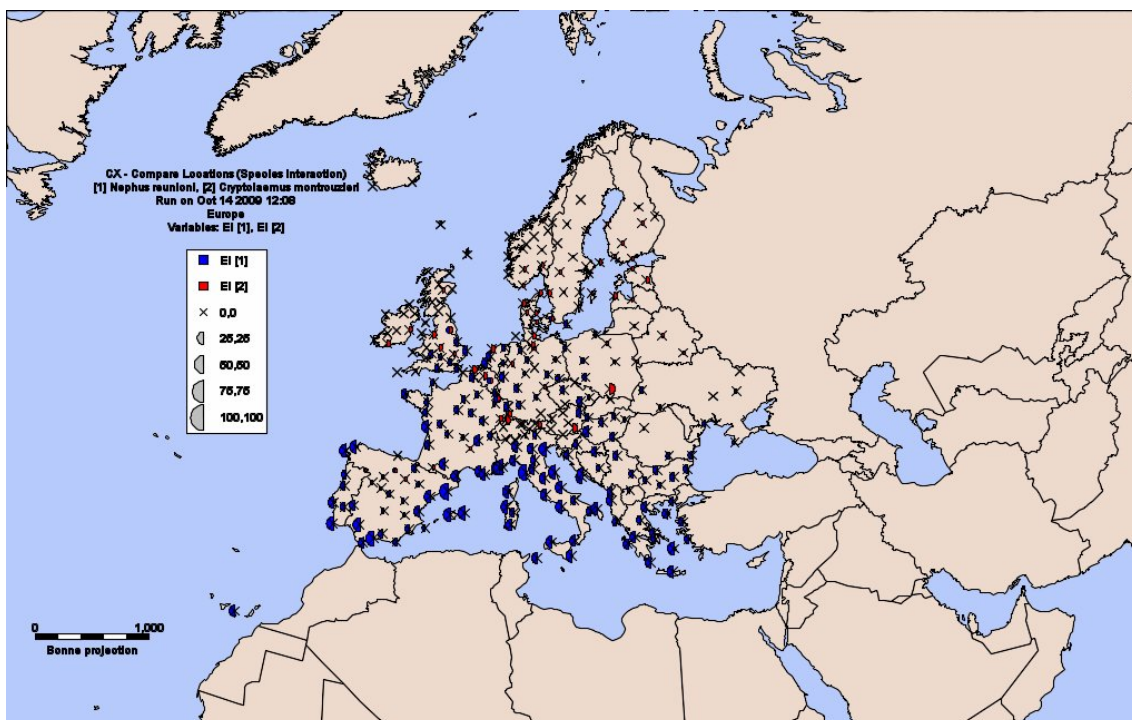 CX - Compare Locations (Species Interaction)
[1] Nephus reunioni, [2] Cryptolaemus montrouzieri
Run on Oct 14 2009 12:08
Europe
Variables: EI [1], EI [2]
EI [1]
EI [2]
0,0
25,25
50,50
75,75
100,100
0 1,000
Bonne projection